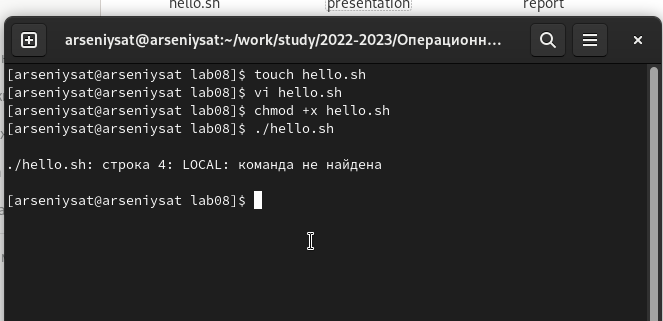 hello.sh presentation report
arseniysat@arseniysat:~/work/study/2022-2023/Операционн...
[arseniysat@arseniysat lab08]$ touch hello.sh
[arseniysat@arseniysat lab08]$ vi hello.sh
[arseniysat@arseniysat lab08]$ chmod +x hello.sh
[arseniysat@arseniysat lab08]$ ./hello.sh
./hello.sh: строка 4: LOCAL: команда не найдена
[arseniysat@arseniysat lab08]$